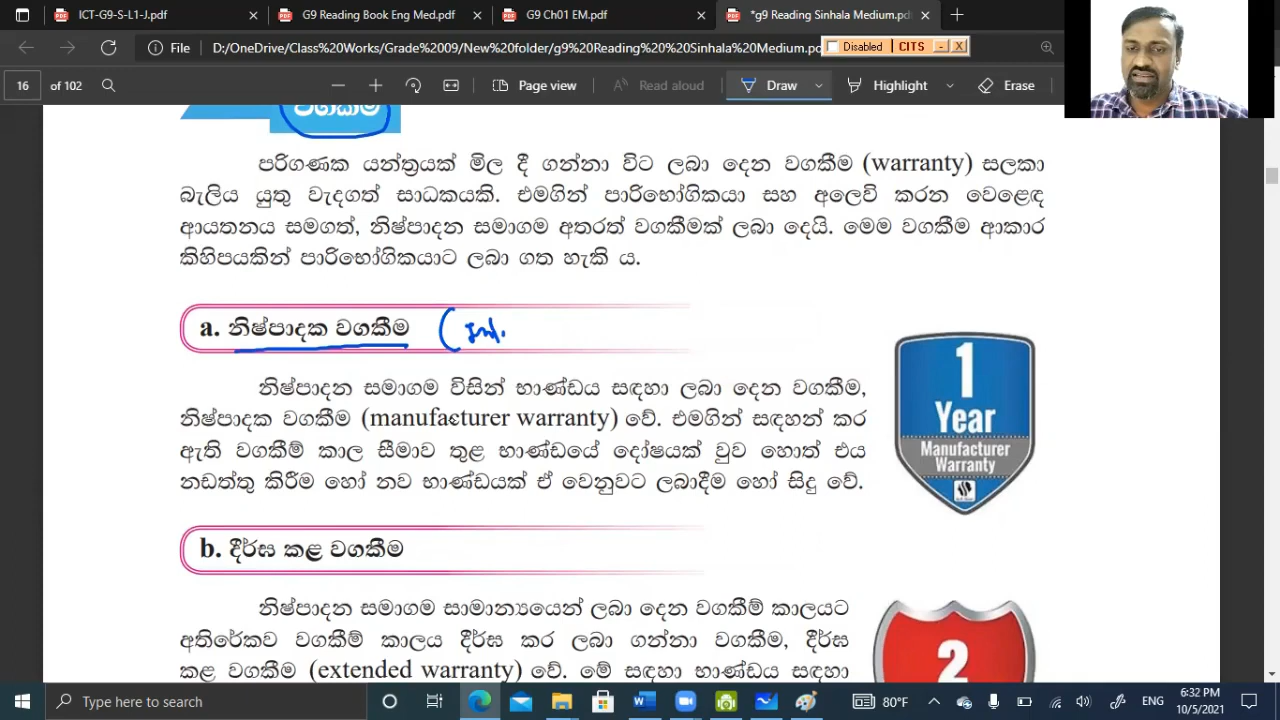 ICT-G9-S-L1-J.pdf
G9 Reading Book Eng Med.pdf
G9 Ch01 EM.pdf
*g9 Reading Sinhala Medium.pdf
File
D:/OneDrive/Class%20Works/Grade%2009/New%20folder/g9%20Reading%20%20Sinhala%20Medium.pd
Disabled
CITS
16 of 102
Page view
Read aloud
Draw
Highlight
Erase
වගකීම
පරිගණක යන්ත්‍රයක් මිල දී ගන්නා විට ලබා දෙන වගකීම (warranty) සලකා
බැලිය යුතු වැදගත් සාධකයකි. එමගින් පාරිභෝගිකයා සහ අලෙවි කරන වෙළෙඳ
ආයතනය සමගත්, නිෂ්පාදන සමාගම අතරත් වගකීමක් ලබා දෙයි. මෙම වගකීම ආකාර
කිහිපයකින් පාරිභෝගිකයාට ලබා ගත හැකි ය.
a. නිෂ්පාදක වගකීම
නිෂ්පාදන සමාගම විසින් භාණ්ඩය සඳහා ලබා දෙන වගකීම,
නිෂ්පාදක වගකීම (manufacturer warranty) වේ. එමගින් සඳහන් කර
ඇති වගකීම් කාල සීමාව තුළ භාණ්ඩයේ දෝෂයක් වුව හොත් එය
නඩත්තු කිරීම හෝ නව භාණ්ඩයක් ඒ වෙනුවට ලබාදීම හෝ සිදු වේ.
1
Year
Manufacturer
Warranty
b. දීර්ඝ කළ වගකීම
නිෂ්පාදන සමාගම සාමාන්‍යයෙන් ලබා දෙන වගකීම් කාලයට
අතිරේකව වගකීම් කාලය දීර්ඝ කර ලබා ගන්නා වගකීම, දීර්ඝ
කළ වගකීම (extended warranty) වේ. මේ සඳහා භාණ්ඩය සඳහා
2
Type here to search
80°F
ENG
6:32 PM
10/5/2021